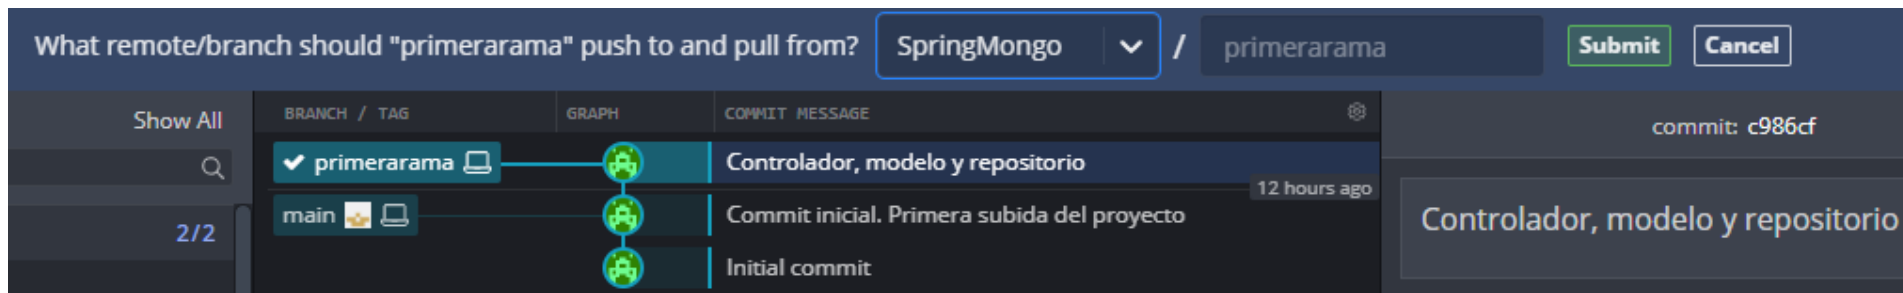 What remote/branch should "primerarama" push to and pull from? SpringMongo / primerarama Submit Cancel
Show All
BRANCH / TAG GRAPH COMMIT MESSAGE
commit: c986cf
primerarama Controlador, modelo y repositorio
12 hours ago
main Commit inicial. Primera subida del proyecto
2/2
Initial commit
Controlador, modelo y repositorio